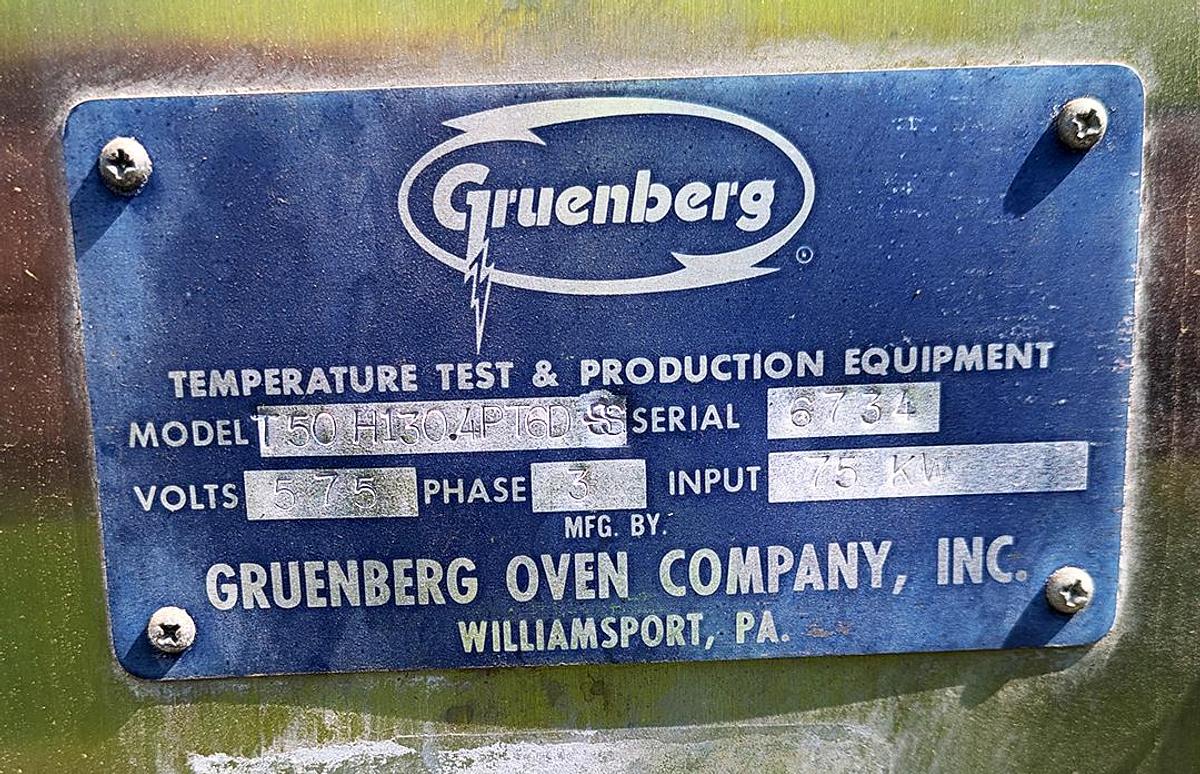 Gruenberg
®
TEMPERATURE TEST & PRODUCTION EQUIPMENT
MODEL T50 H130.4PT6D SS SERIAL 6734
VOLTS 575 PHASE 3 INPUT 75 KW
MFG. BY.
GRUENBERG OVEN COMPANY, INC.
WILLIAMSPORT, PA.